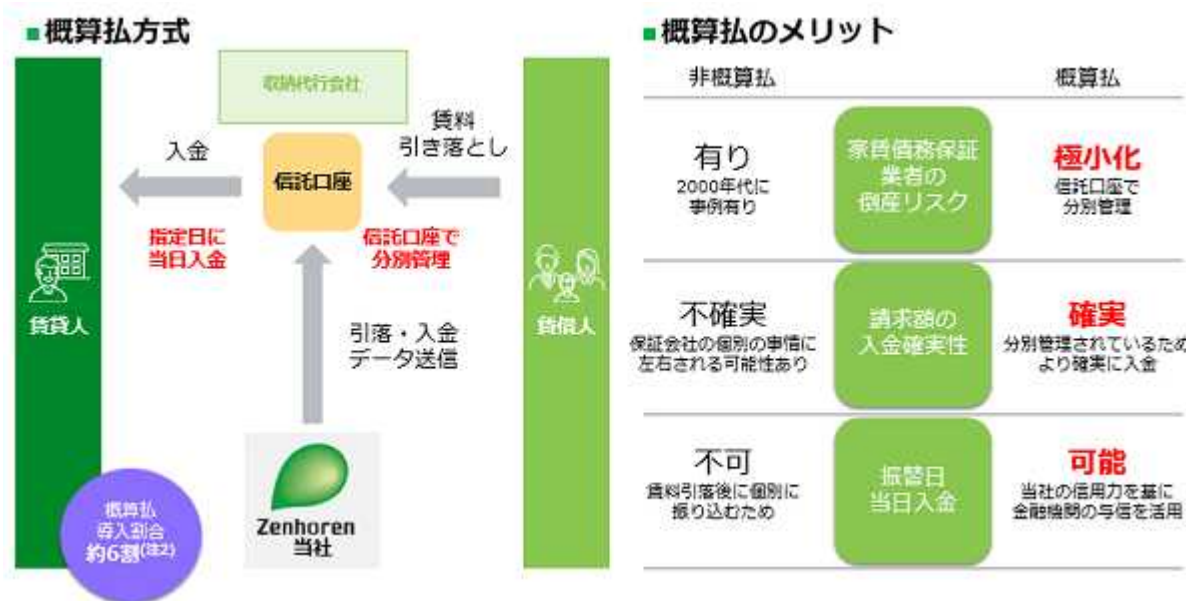 ■概算払方式
収納代行会社
入金
信託口座
賃料
引き落とし
指定日に
当日入金
信託口座で
分別管理
賃貸人
賃借人
引落・入金
データ送信
Zenhoren
当社
概算払
導入割合
約6割(注2)
■概算払のメリット
非概算払
概算払
有り
2000年代に
事例有り
家賃債務保証
業者の
倒産リスク
極小化
信託口座で
分別管理
不確実
保証会社の個別の事情に
左右される可能性あり
請求額の
入金確実性
確実
分別管理されているため
より確実に入金
不可
賃料引落後に個別に
振り込むため
振替日
当日入金
可能
当社の信用力を基に
金融機関の与信を活用